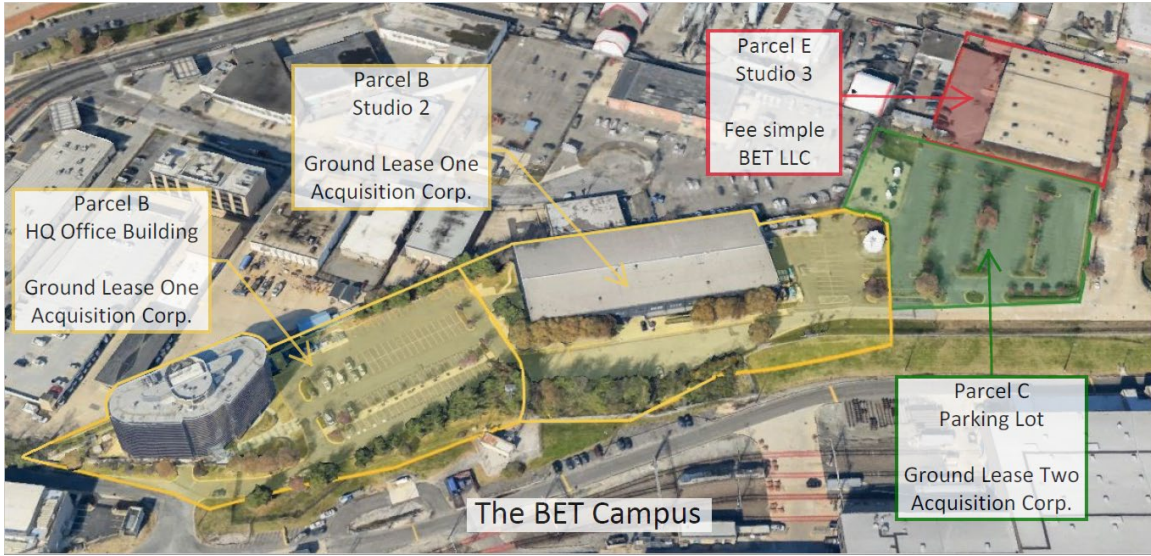 Parcel B
Studio 2
Ground Lease One
Acquisition Corp.
Parcel E
Studio 3
Fee simple
BET LLC
Parcel B
HQ Office Building
Ground Lease One
Acquisition Corp.
Parcel C
Parking Lot
Ground Lease Two
Acquisition Corp.
The BET Campus